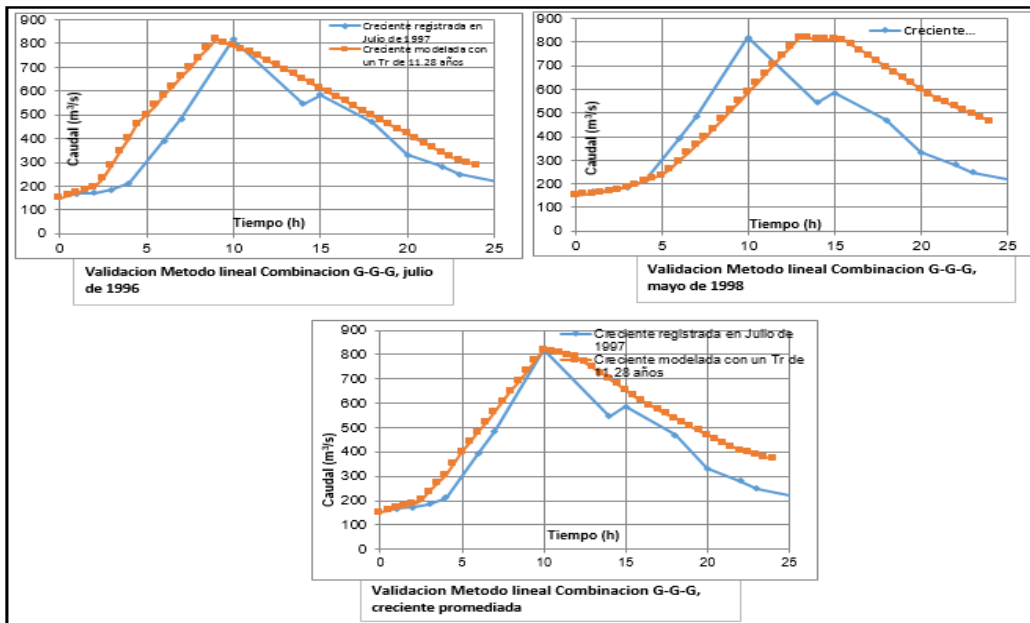 900
800
700
600
500
400
300
200
100
0
Caudal (m³/s)
Creciente registrada en
Julio de 1997
Creciente modelada con
un Tr de 11.28 años
Tiempo (h)
0 5 10 15 20 25
Validacion Metodo lineal Combinacion G-G-G, julio
de 1996
900
800
700
600
500
400
300
200
100
0
Caudal (m³/s)
Creciente...
Tiempo (h)
0 5 10 15 20 25
Validacion Metodo lineal Combinacion G-G-G,
mayo de 1998
900
800
700
600
500
400
300
200
100
0
Caudal (m³/s)
Creciente registrada en Julio de
1997
Creciente modelada con un Tr de
11.28 años
Tiempo (h)
0 5 10 15 20 25
Validacion Metodo lineal Combinacion G-G-G,
creciente promediada